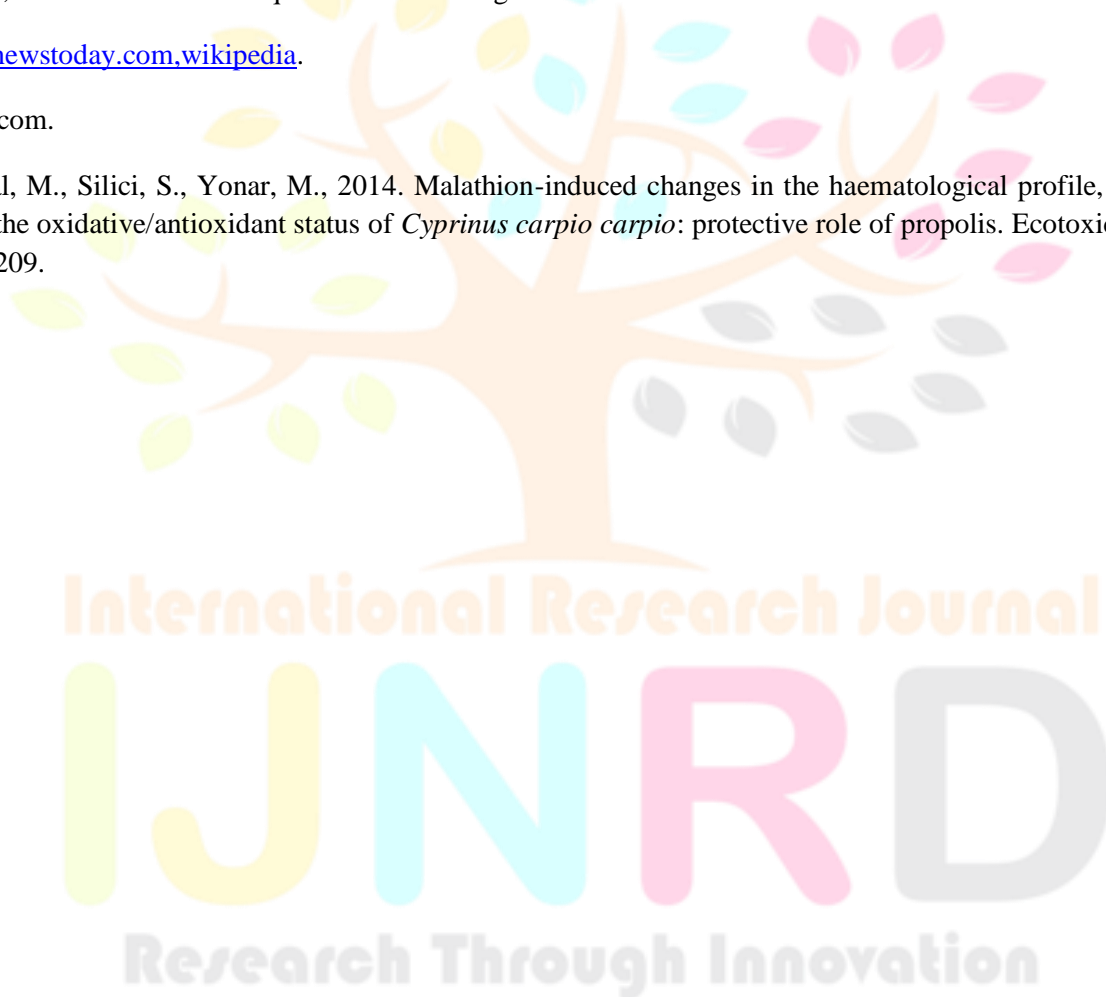 newstoday.com,wikipedia.
com.
l, M., Silici, S., Yonar, M., 2014. Malathion-induced changes in the haematological profile,
the oxidative/antioxidant status of Cyprinus carpio carpio: protective role of propolis. Ecotoxic
209.
International Research Journal
IJNRD
Research Through Innovation